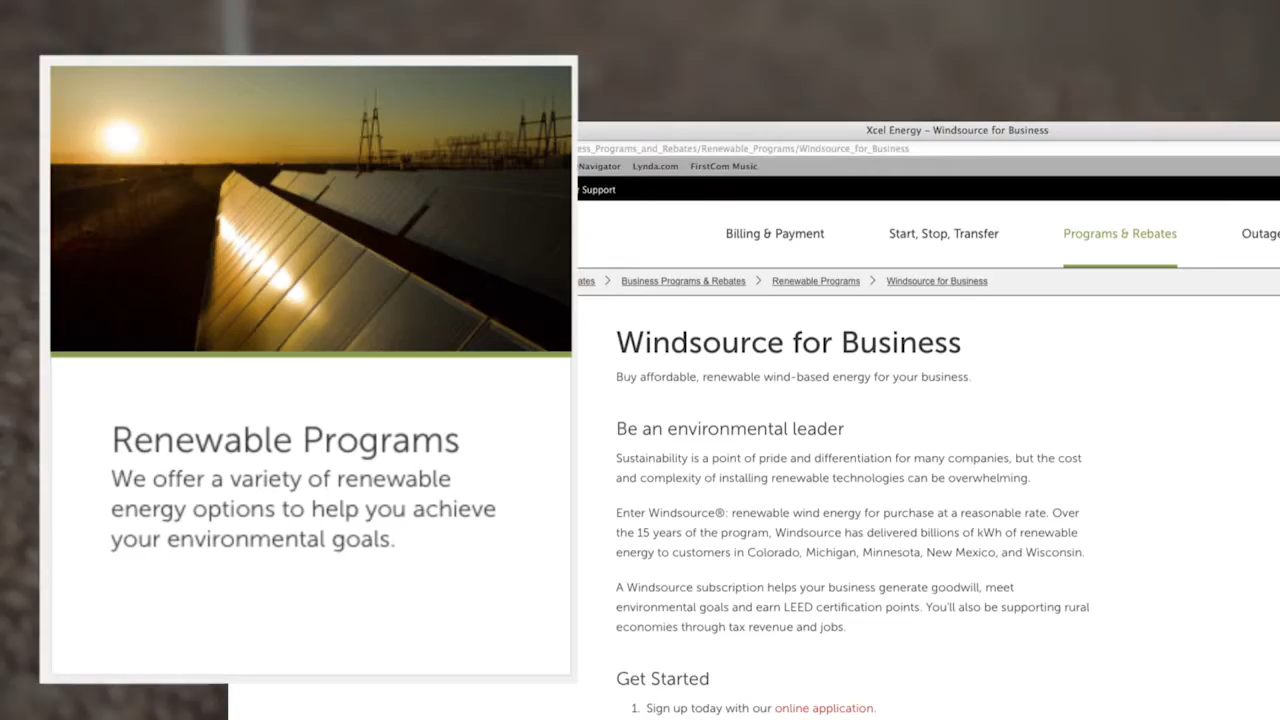 Renewable Programs
We offer a variety of renewable
energy options to help you achieve
your environmental goals.
Xcel Energy – Windsource for Business
ess_Programs_and_Rebates/Renewable_Programs/Windsource_for_Business
Navigator Lynda.com FirstCom Music
r Support
Billing & Payment Start, Stop, Transfer Programs & Rebates Outage
ates > Business Programs & Rebates > Renewable Programs > Windsource for Business
Windsource for Business
Buy affordable, renewable wind-based energy for your business.
Be an environmental leader
Sustainability is a point of pride and differentiation for many companies, but the cost
and complexity of installing renewable technologies can be overwhelming.
Enter Windsource®: renewable wind energy for purchase at a reasonable rate. Over
the 15 years of the program, Windsource has delivered billions of kWh of renewable
energy to customers in Colorado, Michigan, Minnesota, New Mexico, and Wisconsin.
A Windsource subscription helps your business generate goodwill, meet
environmental goals and earn LEED certification points. You'll also be supporting rural
economies through tax revenue and jobs.
Get Started
1. Sign up today with our online application.